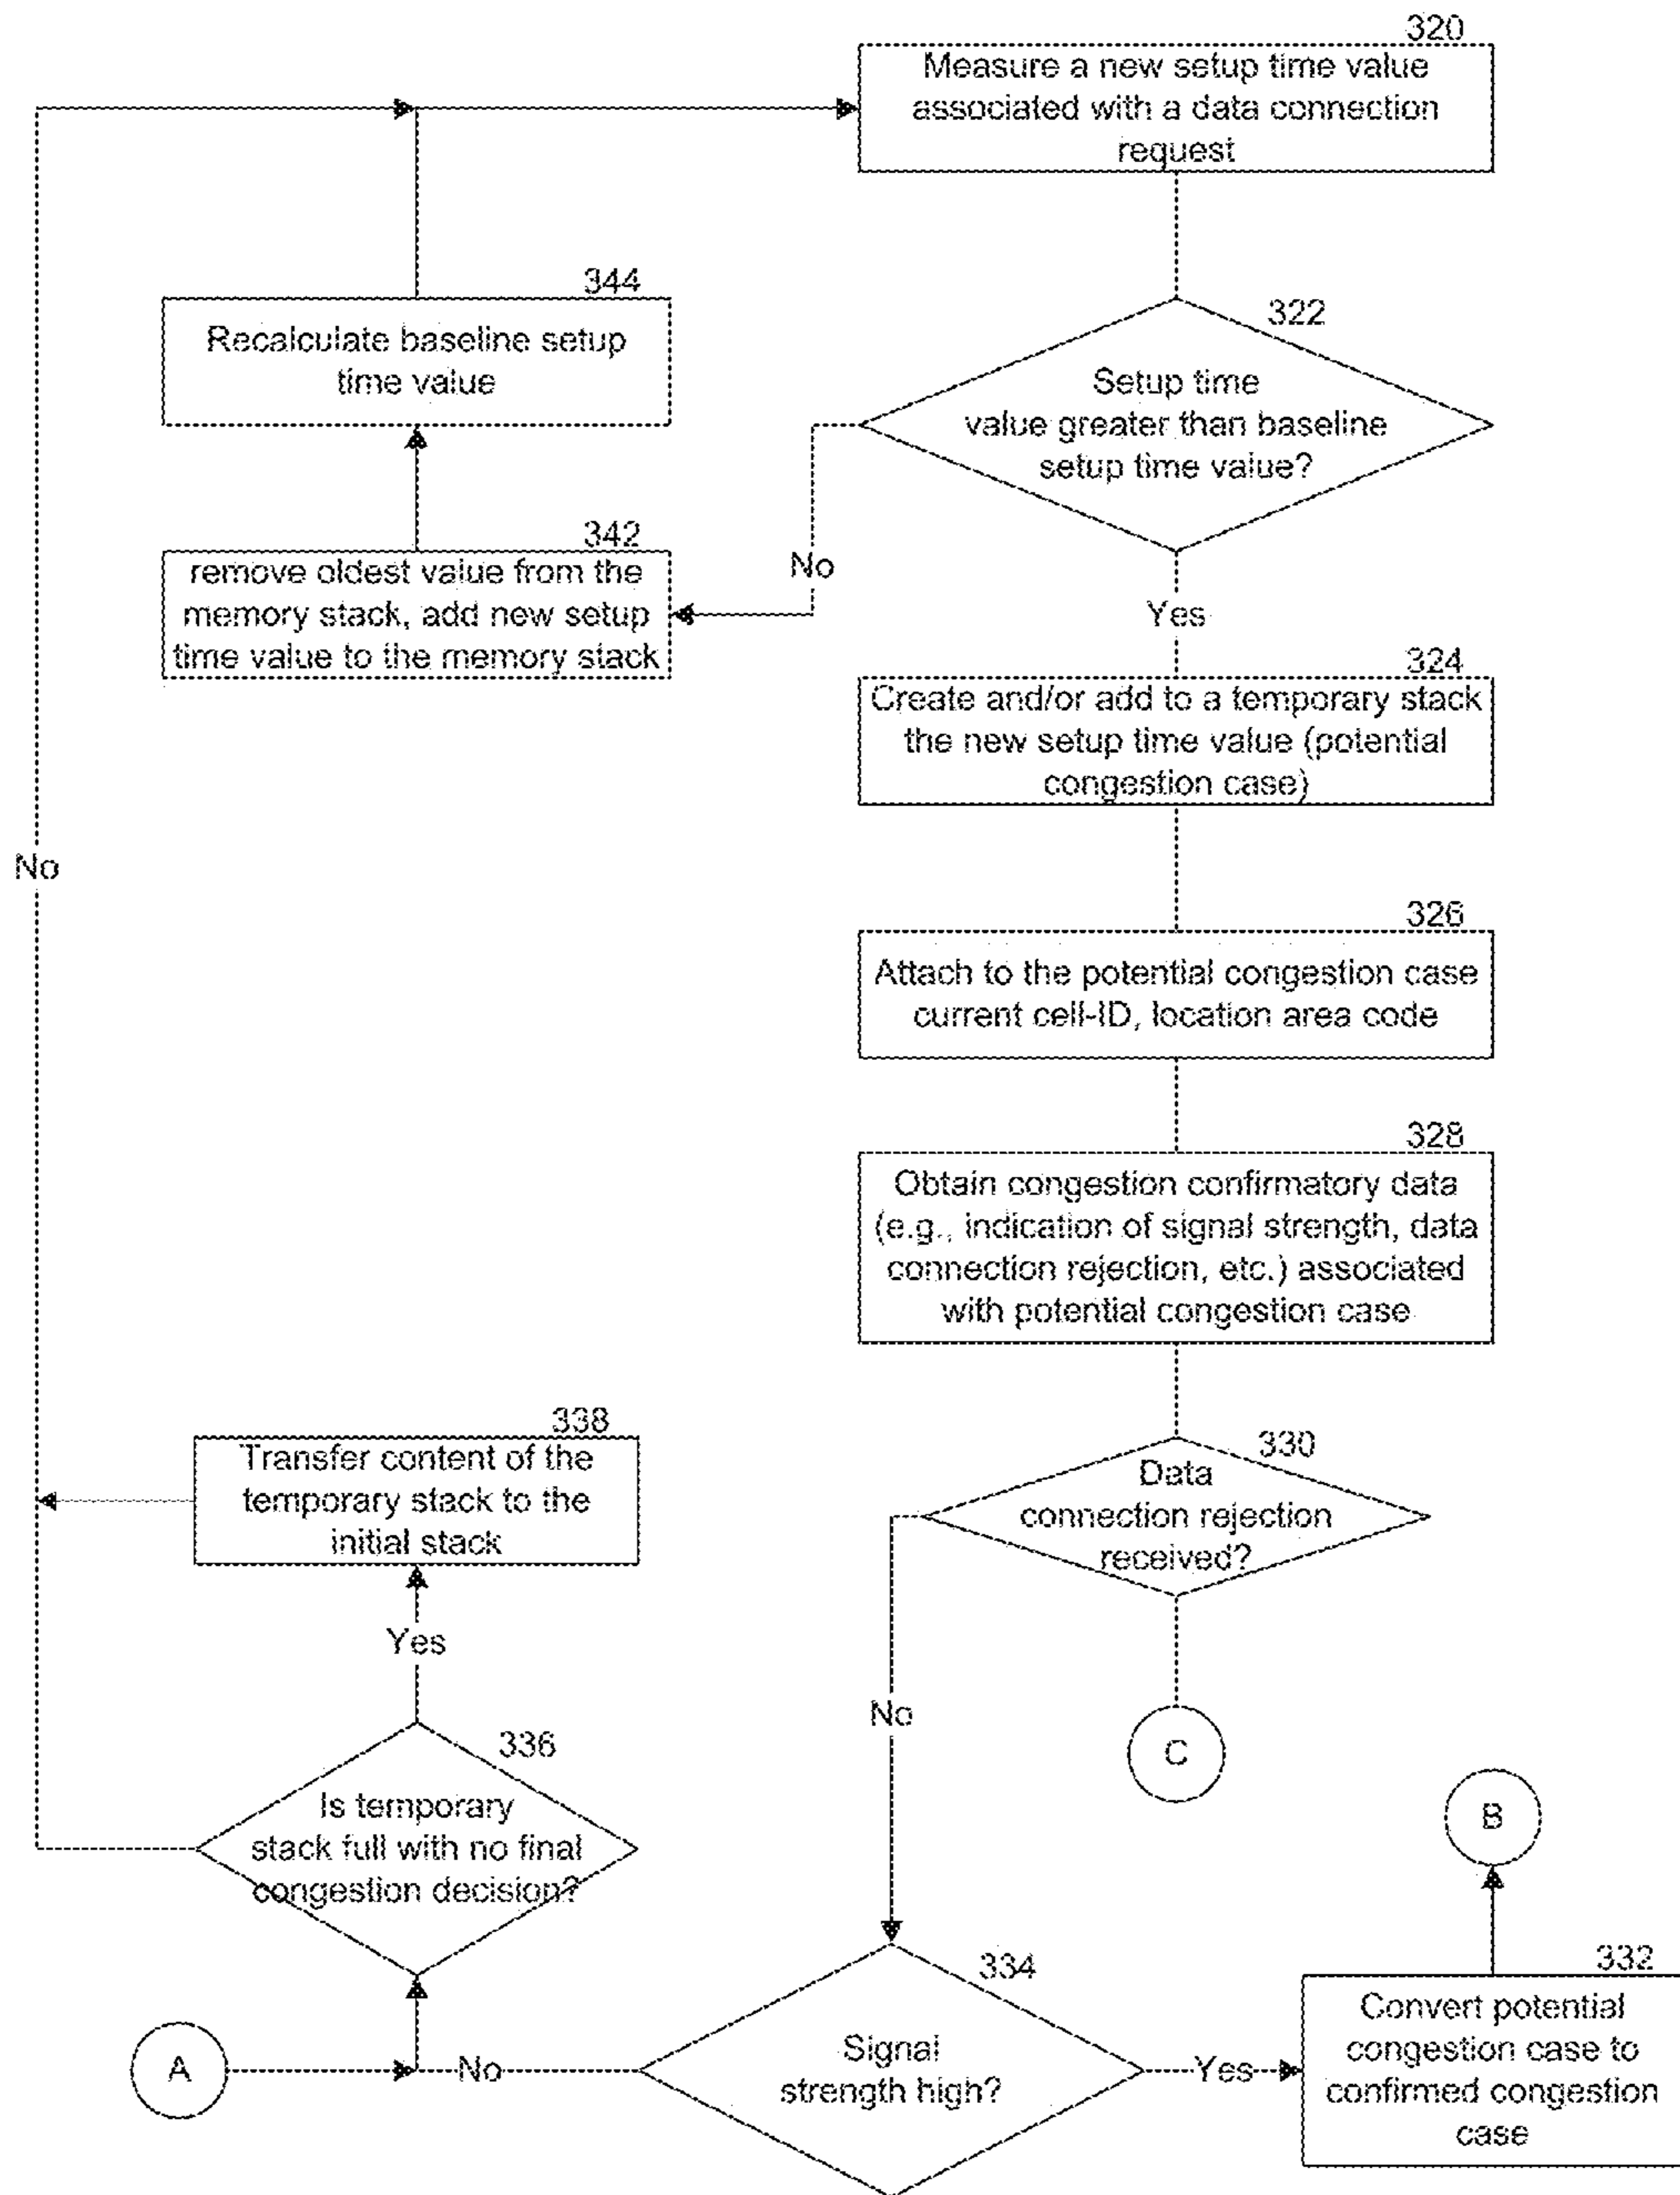 320
Measure a new setup time value
associated with a data connection
request
344
Recalculate baseline setup
time value
322
Setup time
value greater than baseline
setup time value?
342
remove oldest value from the
memory stack, add new setup
time value to the memory stack
No
Yes
324
Create and/or add to a temporary stack
the new setup time value (potential
congestion case)
No
326
Attach to the potential congestion case
current cell-ID, location area code
328
Obtain congestion confirmatory data
(e.g., indication of signal strength, data
connection rejection, etc.) associated
with potential congestion case
338
Transfer content of the
temporary stack to the
initial stack
330
Data
connection rejection
received?
Yes
No
C
336
Is temporary
stack full with no final
congestion decision?
B
334
Signal
strength high?
332
Convert potential
congestion case to
confirmed congestion
case
A
No
Yes